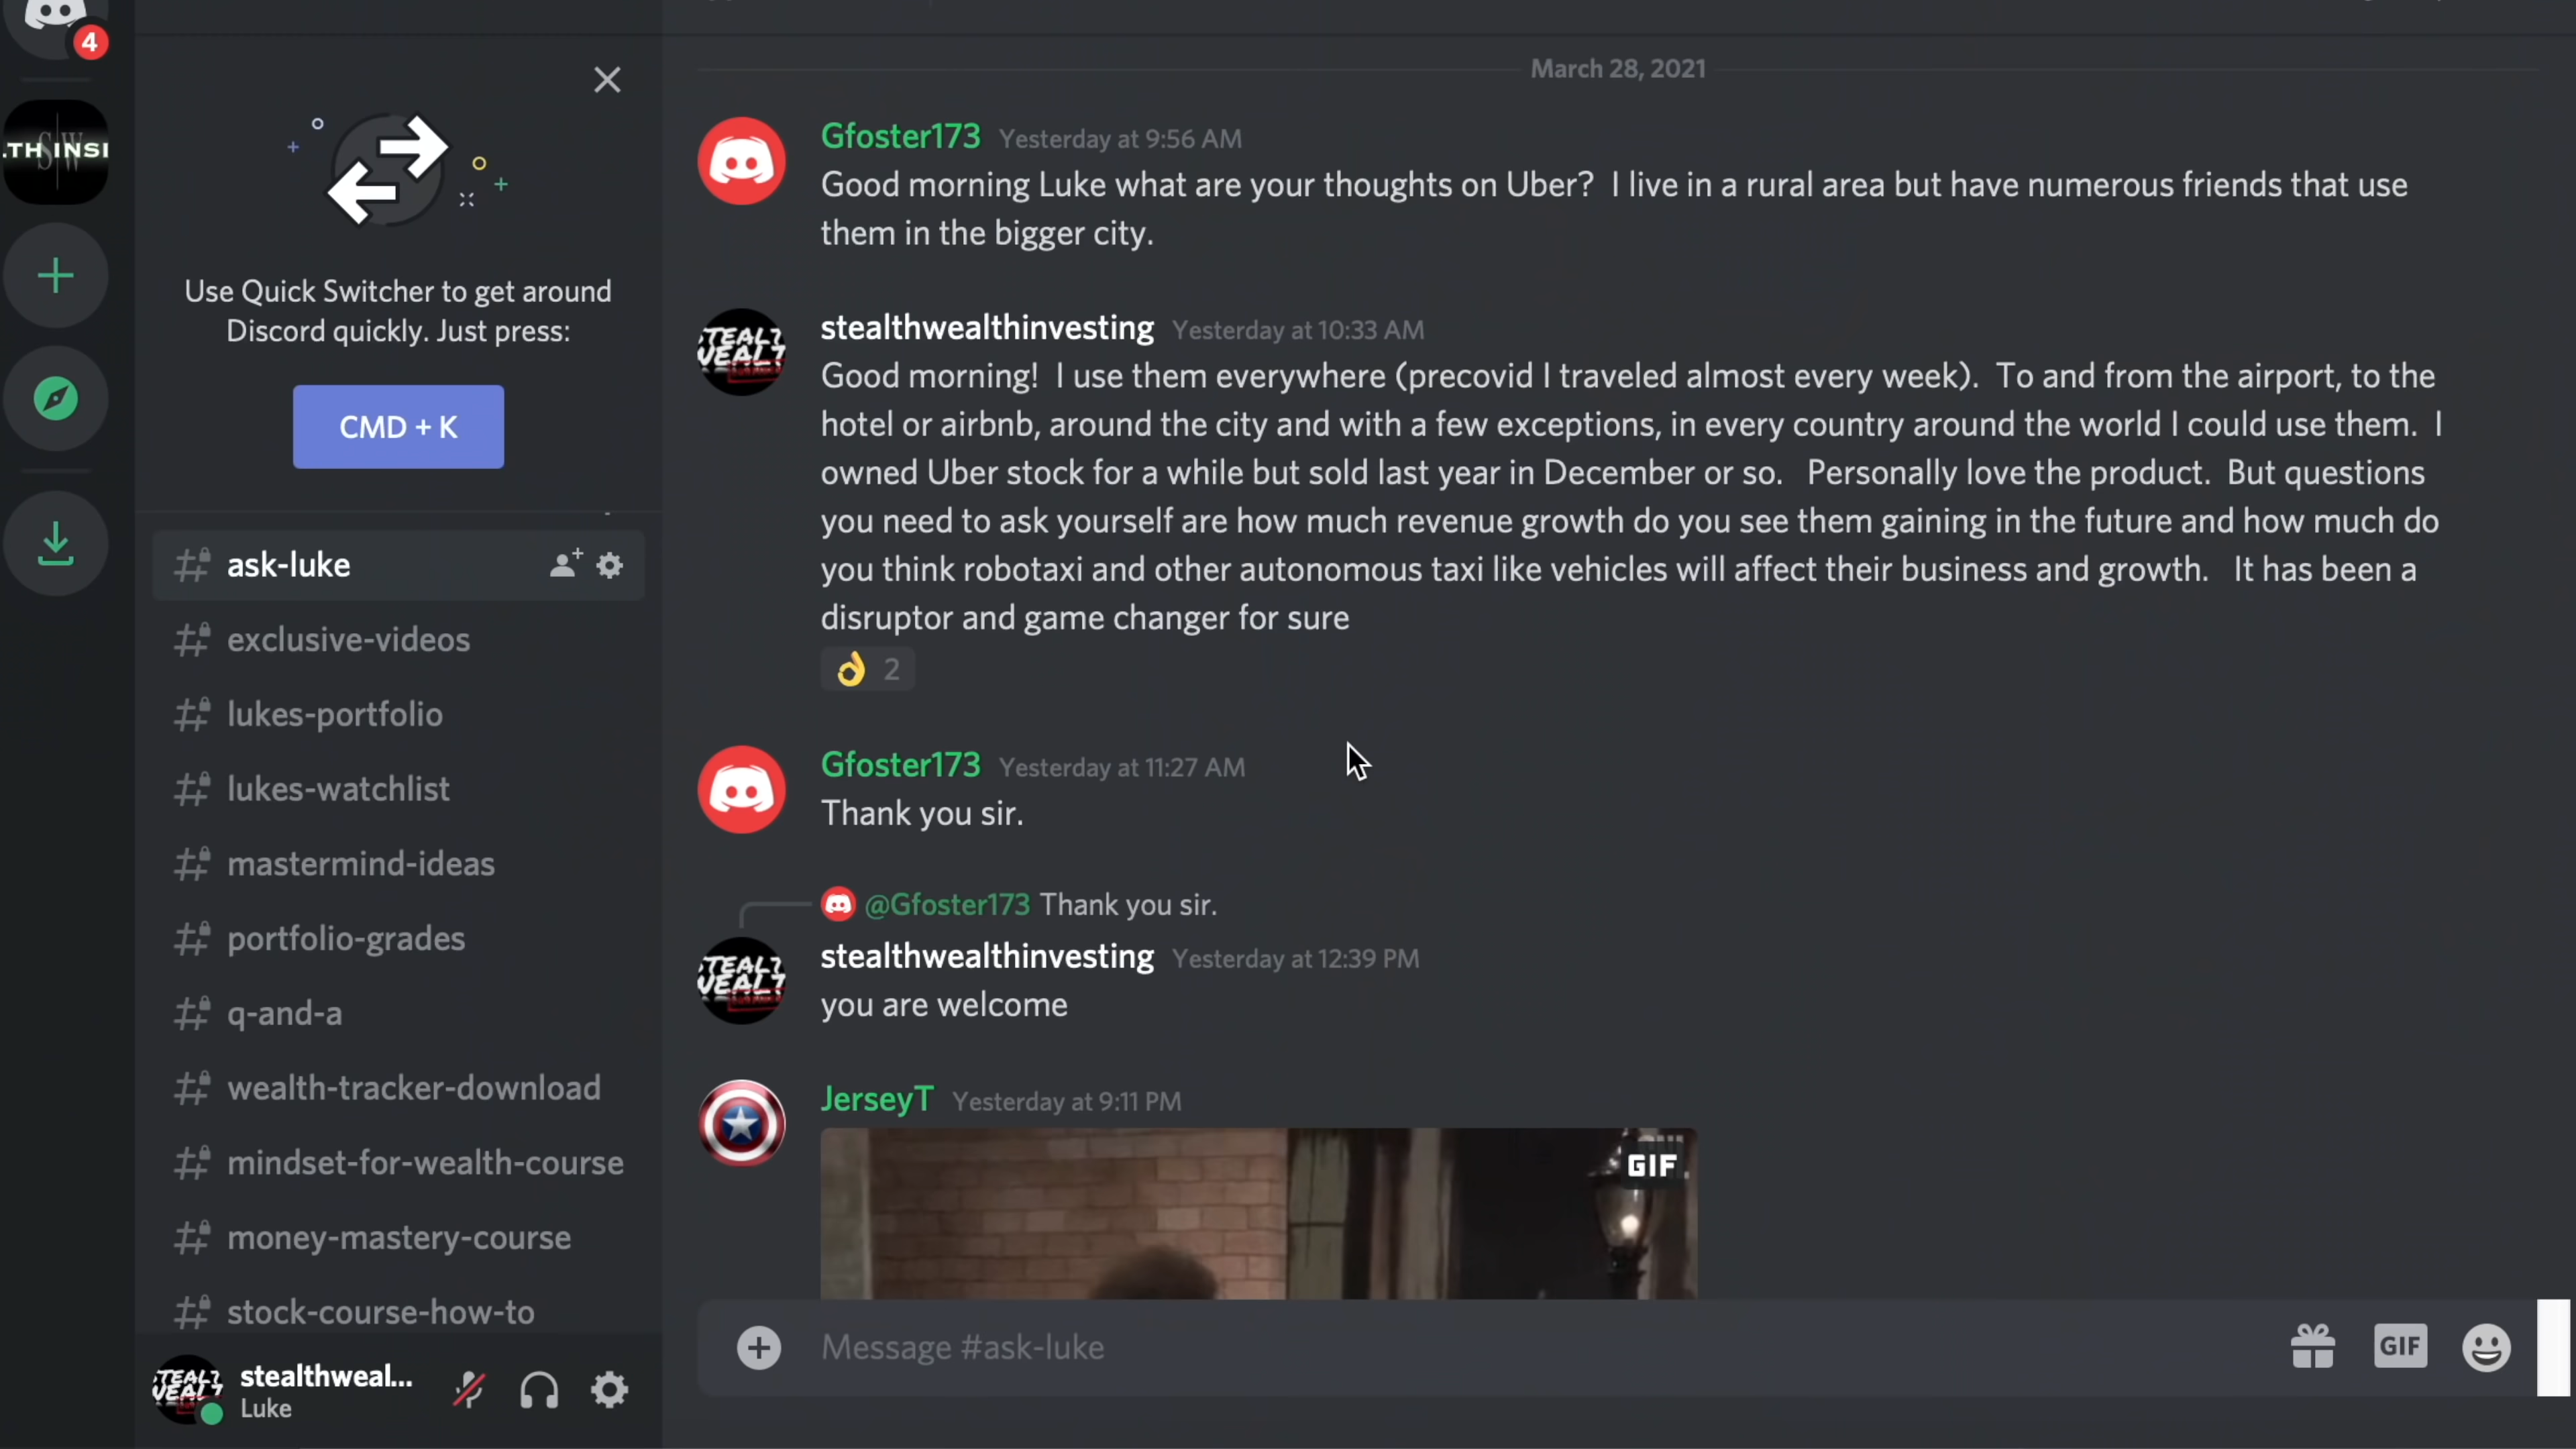 4
March 28, 2021
Gfoster173 Yesterday at 9:56 AM
Good morning Luke what are your thoughts on Uber? I live in a rural area but have numerous friends that use
them in the bigger city.
stealthwealthinvesting Yesterday at 10:33 AM
Good morning! I use them everywhere (precovid I traveled almost every week). To and from the airport, to the
hotel or airbnb, around the city and with a few exceptions, in every country around the world I could use them. I
owned Uber stock for a while but sold last year in December or so. Personally love the product. But questions
you need to ask yourself are how much revenue growth do you see them gaining in the future and how much do
you think robotaxi and other autonomous taxi like vehicles will affect their business and growth. It has been a
disruptor and game changer for sure
2
Gfoster173 Yesterday at 11:27 AM
Thank you sir.
@Gfoster173 Thank you sir.
stealthwealthinvesting Yesterday at 12:39 PM
you are welcome
JerseyT Yesterday at 9:11 PM
GIF
Message #ask-luke
GIF
Use Quick Switcher to get around
Discord quickly. Just press:
CMD + K
ask-luke
exclusive-videos
lukes-portfolio
lukes-watchlist
mastermind-ideas
portfolio-grades
q-and-a
wealth-tracker-download
mindset-for-wealth-course
money-mastery-course
stock-course-how-to
stealthweal...
Luke